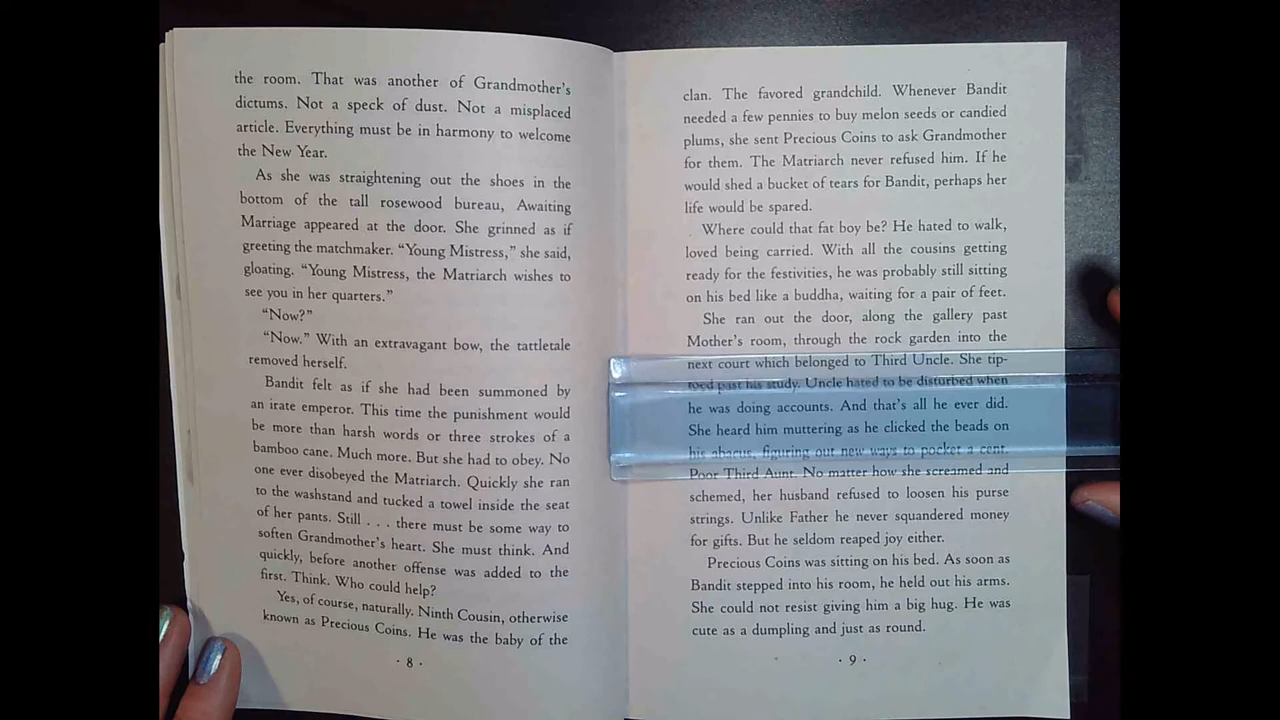 the room. That was another of Grandmother's
dictums. Not a speck of dust. Not a misplaced
article. Everything must be in harmony to welcome
the New Year.
As she was straightening out the shoes in the
bottom of the tall rosewood bureau, Awaiting
Marriage appeared at the door. She grinned as if
greeting the matchmaker. “Young Mistress,” she said,
gloating. “Young Mistress, the Matriarch wishes to
see you in her quarters.”
“Now?”
“Now.” With an extravagant bow, the tattletale
removed herself.
Bandit felt as if she had been summoned by
an irate emperor. This time the punishment would
be more than harsh words or three strokes of a
bamboo cane. Much more. But she had to obey. No
one ever disobeyed the Matriarch. Quickly she ran
to the washstand and tucked a towel inside the seat
of her pants. Still . . . there must be some way to
soften Grandmother's heart. She must think. And
quickly, before another offense was added to the
first. Think. Who could help?
Yes, of course, naturally. Ninth Cousin, otherwise
known as Precious Coins. He was the baby of the
· 8 ·
clan. The favored grandchild. Whenever Bandit
needed a few pennies to buy melon seeds or candied
plums, she sent Precious Coins to ask Grandmother
for them. The Matriarch never refused him. If he
would shed a bucket of tears for Bandit, perhaps her
life would be spared.
Where could that fat boy be? He hated to walk,
loved being carried. With all the cousins getting
ready for the festivities, he was probably still sitting
on his bed like a buddha, waiting for a pair of feet.
She ran out the door, along the gallery past
Mother's room, through the rock garden into the
next court which belonged to Third Uncle. She tip-
toed past his study. Uncle hated to be disturbed when
he was doing accounts. And that's all he ever did.
She heard him muttering as he clicked the beads on
his abacus, figuring out new ways to pocket a cent.
Poor Third Aunt. No matter how she screamed and
schemed, her husband refused to loosen his purse
strings. Unlike Father he never squandered money
for gifts. But he seldom reaped joy either.
Precious Coins was sitting on his bed. As soon as
Bandit stepped into his room, he held out his arms.
She could not resist giving him a big hug. He was
cute as a dumpling and just as round.
· 9 ·